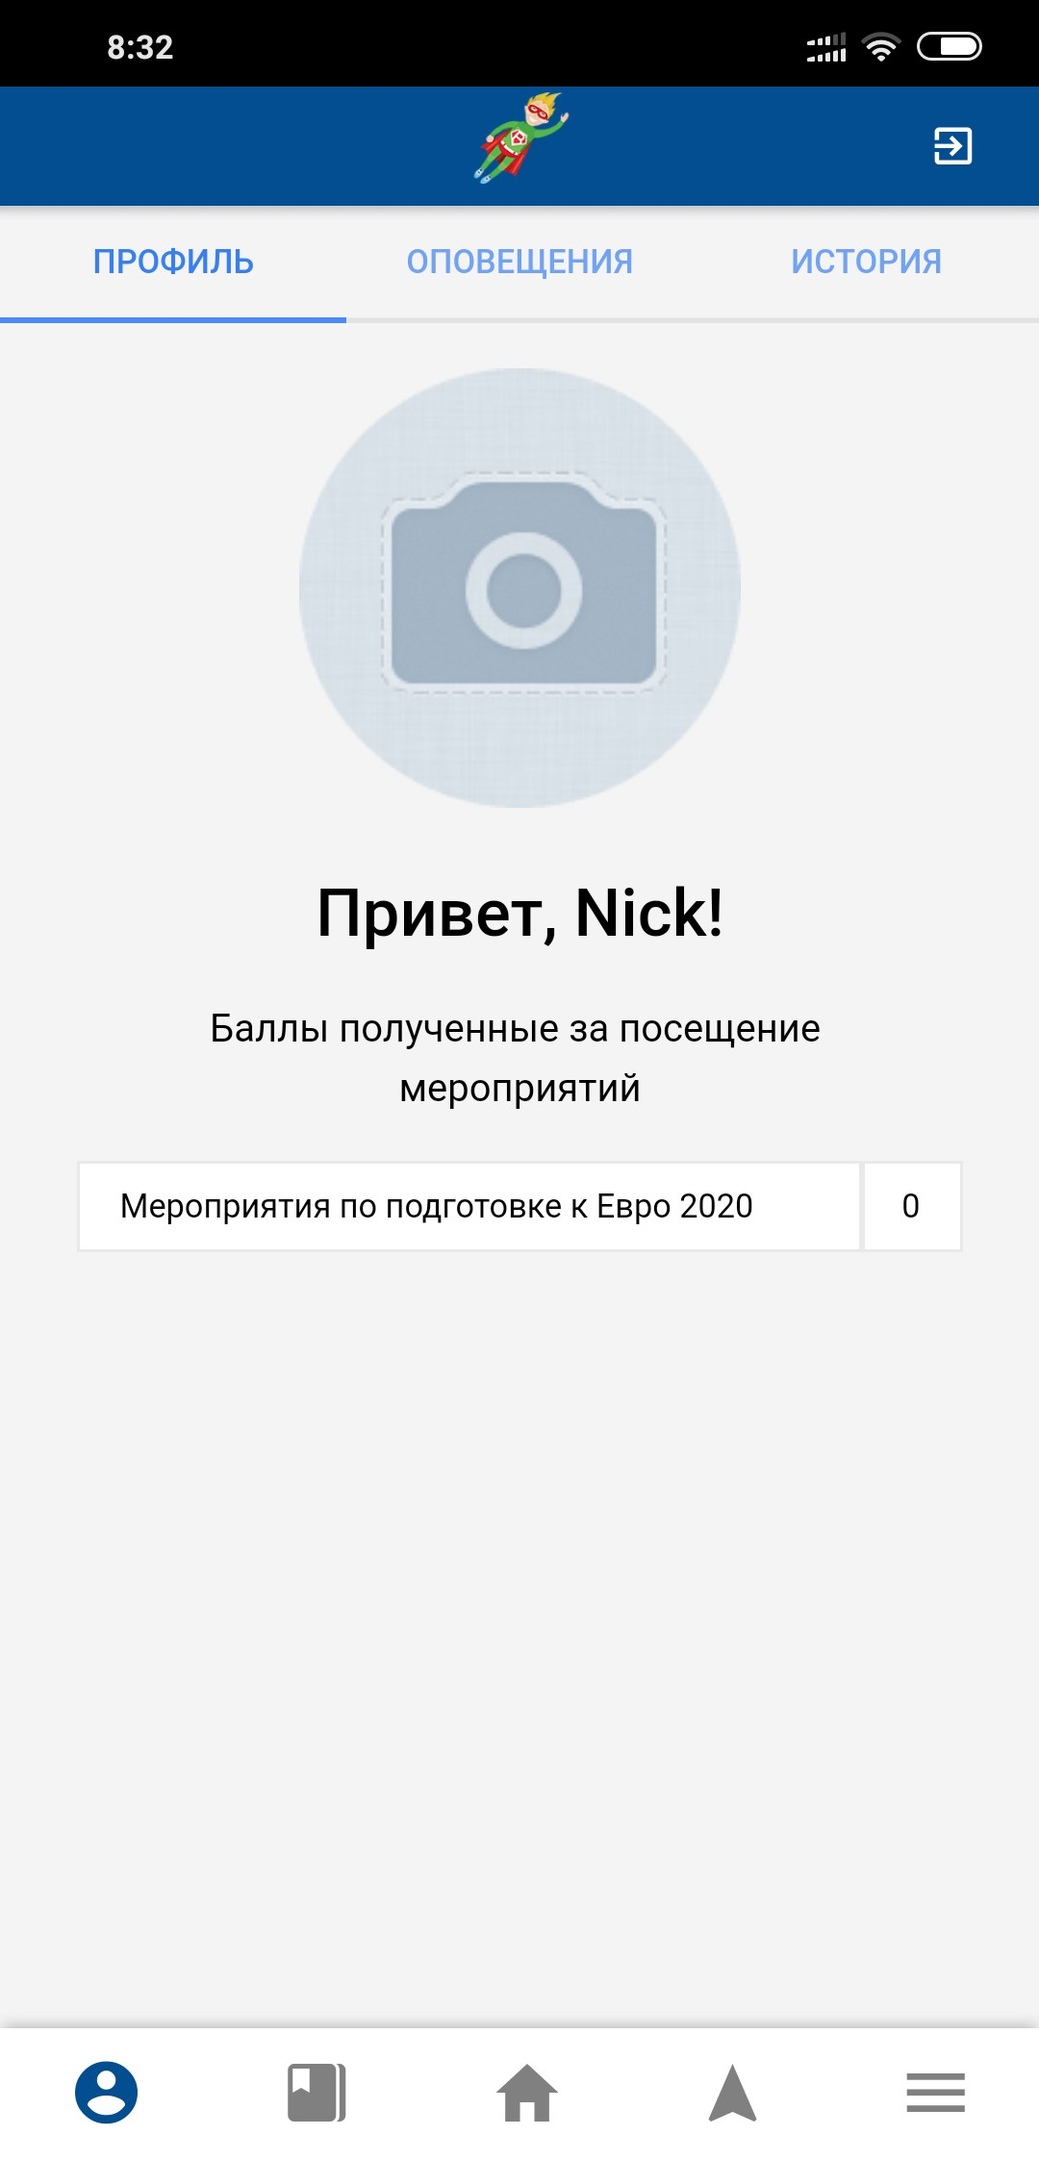 8:32
ПРОФИЛЬ
ОПОВЕЩЕНИЯ
ИСТОРИЯ
Привет, Nick!
Баллы полученные за посещение
мероприятий
Мероприятия по подготовке к Евро 2020
0